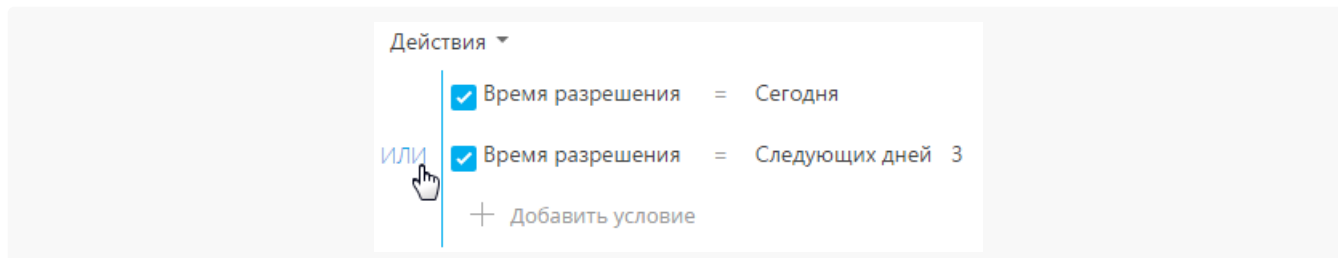 Действия
Время разрешения = Сегодня
ИЛИ Время разрешения = Следующих дней 3
+ Добавить условие